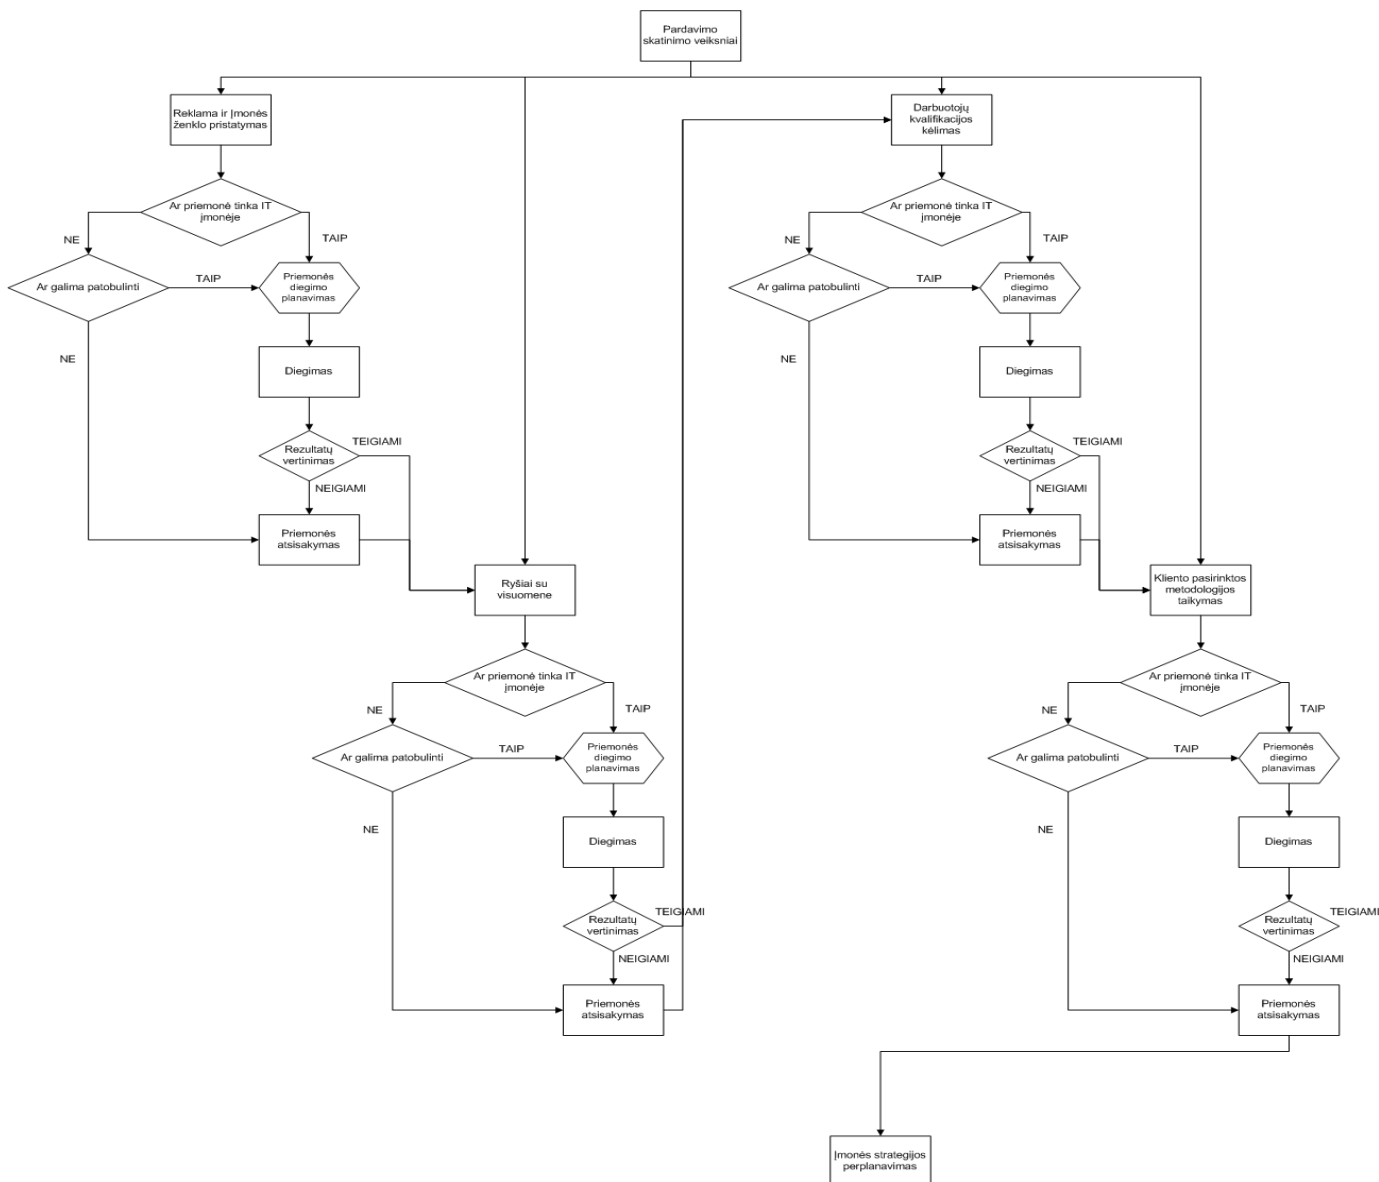 Pardavimo
skatinimo veiksniai
Reklama ir Įmonės
ženklo pristatymas
Ar priemonė tinka IT
įmonėje
NE
TAIP
Ar galima patobulinti
TAIP
Priemonės
diegimo
planavimas
NE
Diegimas
Rezultatų
vertinimas
TEIGIAMI
NEIGIAMI
Priemonės
atsisakymas
Ryšiai su
visuomene
Ar priemonė tinka IT
įmonėje
NE
TAIP
Ar galima patobulinti
TAIP
Priemonės
diegimo
planavimas
NE
Diegimas
Rezultatų
vertinimas
TEIGIAMI
NEIGIAMI
Priemonės
atsisakymas
Darbuotojų
kvalifikacijos
kėlimas
Ar priemonė tinka IT
įmonėje
NE
TAIP
Ar galima patobulinti
TAIP
Priemonės
diegimo
planavimas
NE
Diegimas
Rezultatų
vertinimas
TEIGIAMI
NEIGIAMI
Priemonės
atsisakymas
Kliento pasirinktos
metodologijos
taikymas
Ar priemonė tinka IT
įmonėje
NE
TAIP
Ar galima patobulinti
TAIP
Priemonės
diegimo
planavimas
NE
Diegimas
Rezultatų
vertinimas
TEIGIAMI
NEIGIAMI
Priemonės
atsisakymas
Įmonės strategijos
perplanavimas